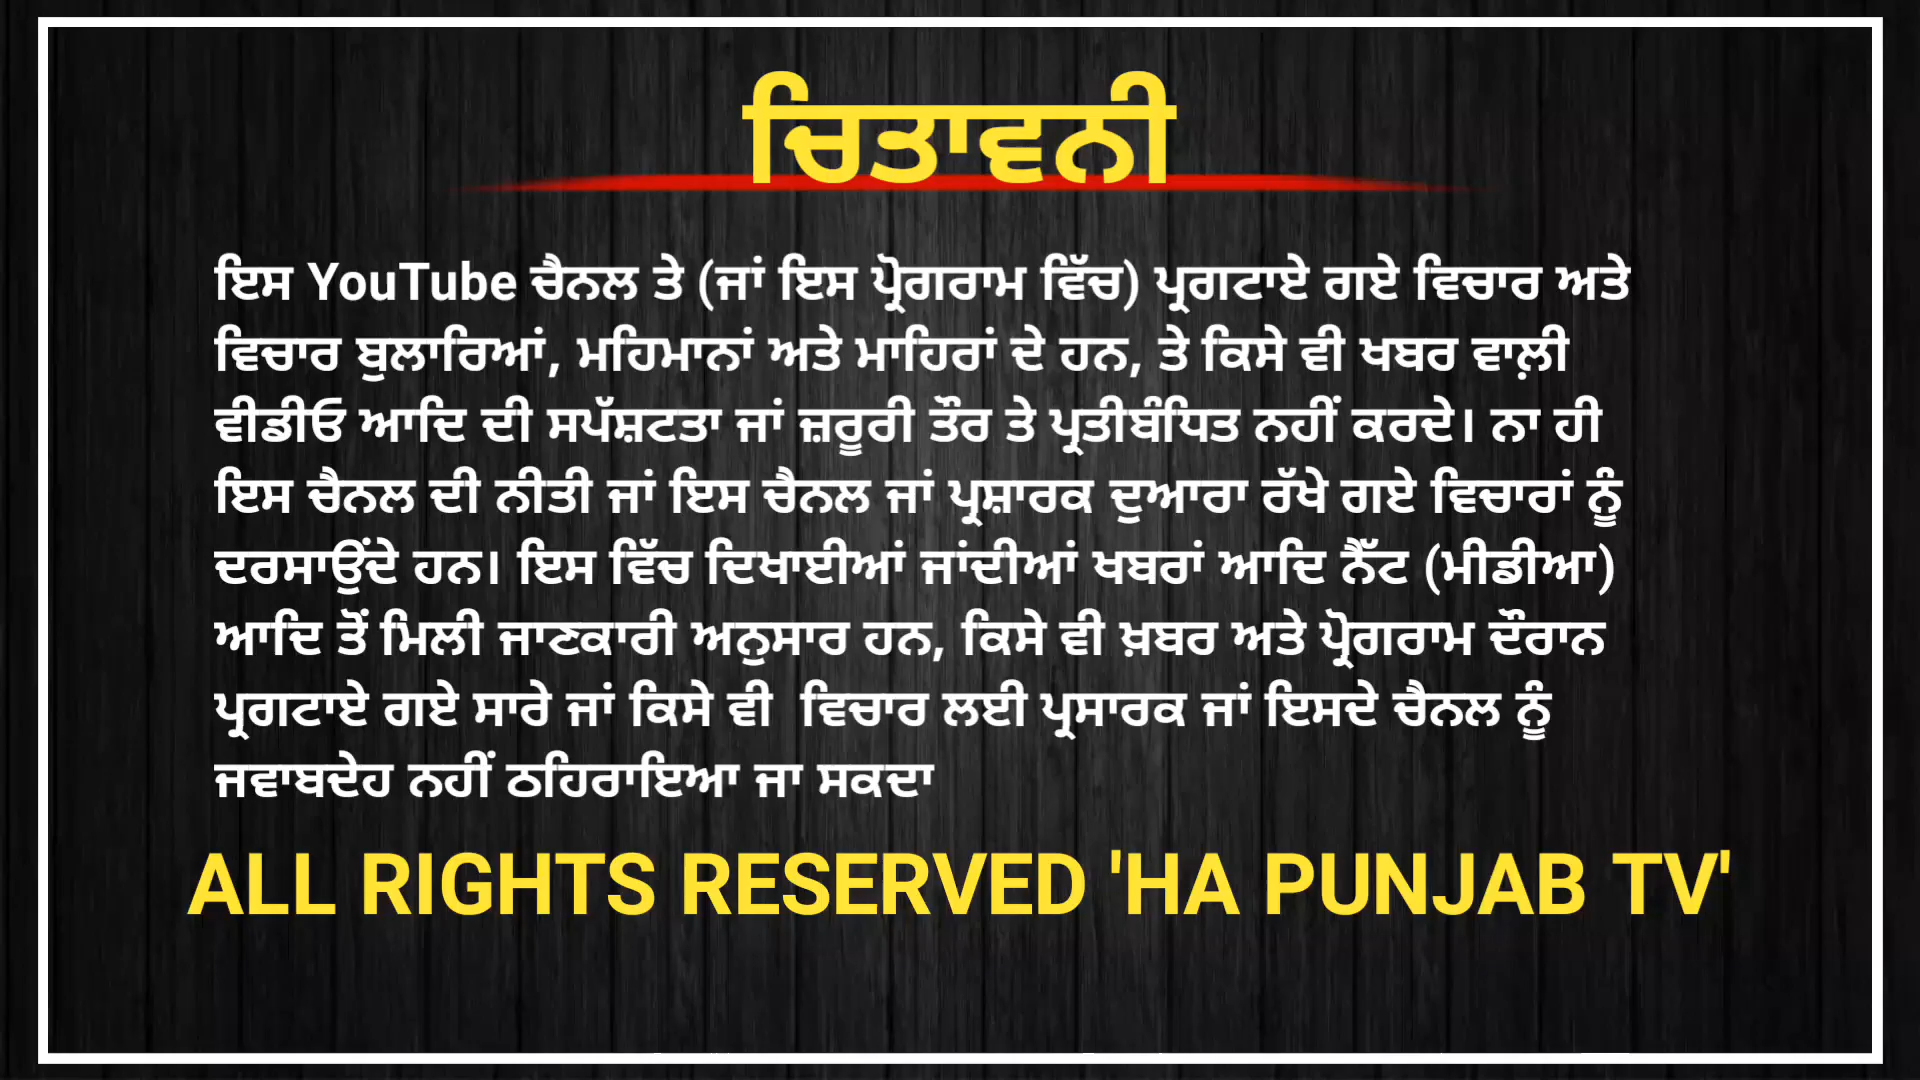 ਚਿਤਾਵਨੀ
ਇਸ YouTube ਚੈਨਲ ਤੇ (ਜਾਂ ਇਸ ਪ੍ਰੋਗਰਾਮ ਵਿੱਚ) ਪ੍ਰਗਟਾਏ ਗਏ ਵਿਚਾਰ ਅਤੇ
ਵਿਚਾਰ ਬੁਲਾਰਿਆਂ, ਮਹਿਮਾਨਾਂ ਅਤੇ ਮਾਹਿਰਾਂ ਦੇ ਹਨ, ਤੇ ਕਿਸੇ ਵੀ ਖਬਰ ਵਾਲ਼ੀ
ਵੀਡੀਓ ਆਦਿ ਦੀ ਸਪੱਸ਼ਟਤਾ ਜਾਂ ਜ਼ਰੂਰੀ ਤੌਰ ਤੇ ਪ੍ਰਤੀਬੰਧਿਤ ਨਹੀਂ ਕਰਦੇ। ਨਾ ਹੀ
ਇਸ ਚੈਨਲ ਦੀ ਨੀਤੀ ਜਾਂ ਇਸ ਚੈਨਲ ਜਾਂ ਪ੍ਰਸ਼ਾਰਕ ਦੁਆਰਾ ਰੱਖੇ ਗਏ ਵਿਚਾਰਾਂ ਨੂੰ
ਦਰਸਾਉਂਦੇ ਹਨ। ਇਸ ਵਿੱਚ ਦਿਖਾਈਆਂ ਜਾਂਦੀਆਂ ਖਬਰਾਂ ਆਦਿ ਨੈੱਟ (ਮੀਡੀਆ)
ਆਦਿ ਤੋਂ ਮਿਲੀ ਜਾਣਕਾਰੀ ਅਨੁਸਾਰ ਹਨ, ਕਿਸੇ ਵੀ ਖ਼ਬਰ ਅਤੇ ਪ੍ਰੋਗਰਾਮ ਦੌਰਾਨ
ਪ੍ਰਗਟਾਏ ਗਏ ਸਾਰੇ ਜਾਂ ਕਿਸੇ ਵੀ  ਵਿਚਾਰ ਲਈ ਪ੍ਰਸਾਰਕ ਜਾਂ ਇਸਦੇ ਚੈਨਲ ਨੂੰ
ਜਵਾਬਦੇਹ ਨਹੀਂ ਠਹਿਰਾਇਆ ਜਾ ਸਕਦਾ
ALL RIGHTS RESERVED 'HA PUNJAB TV'